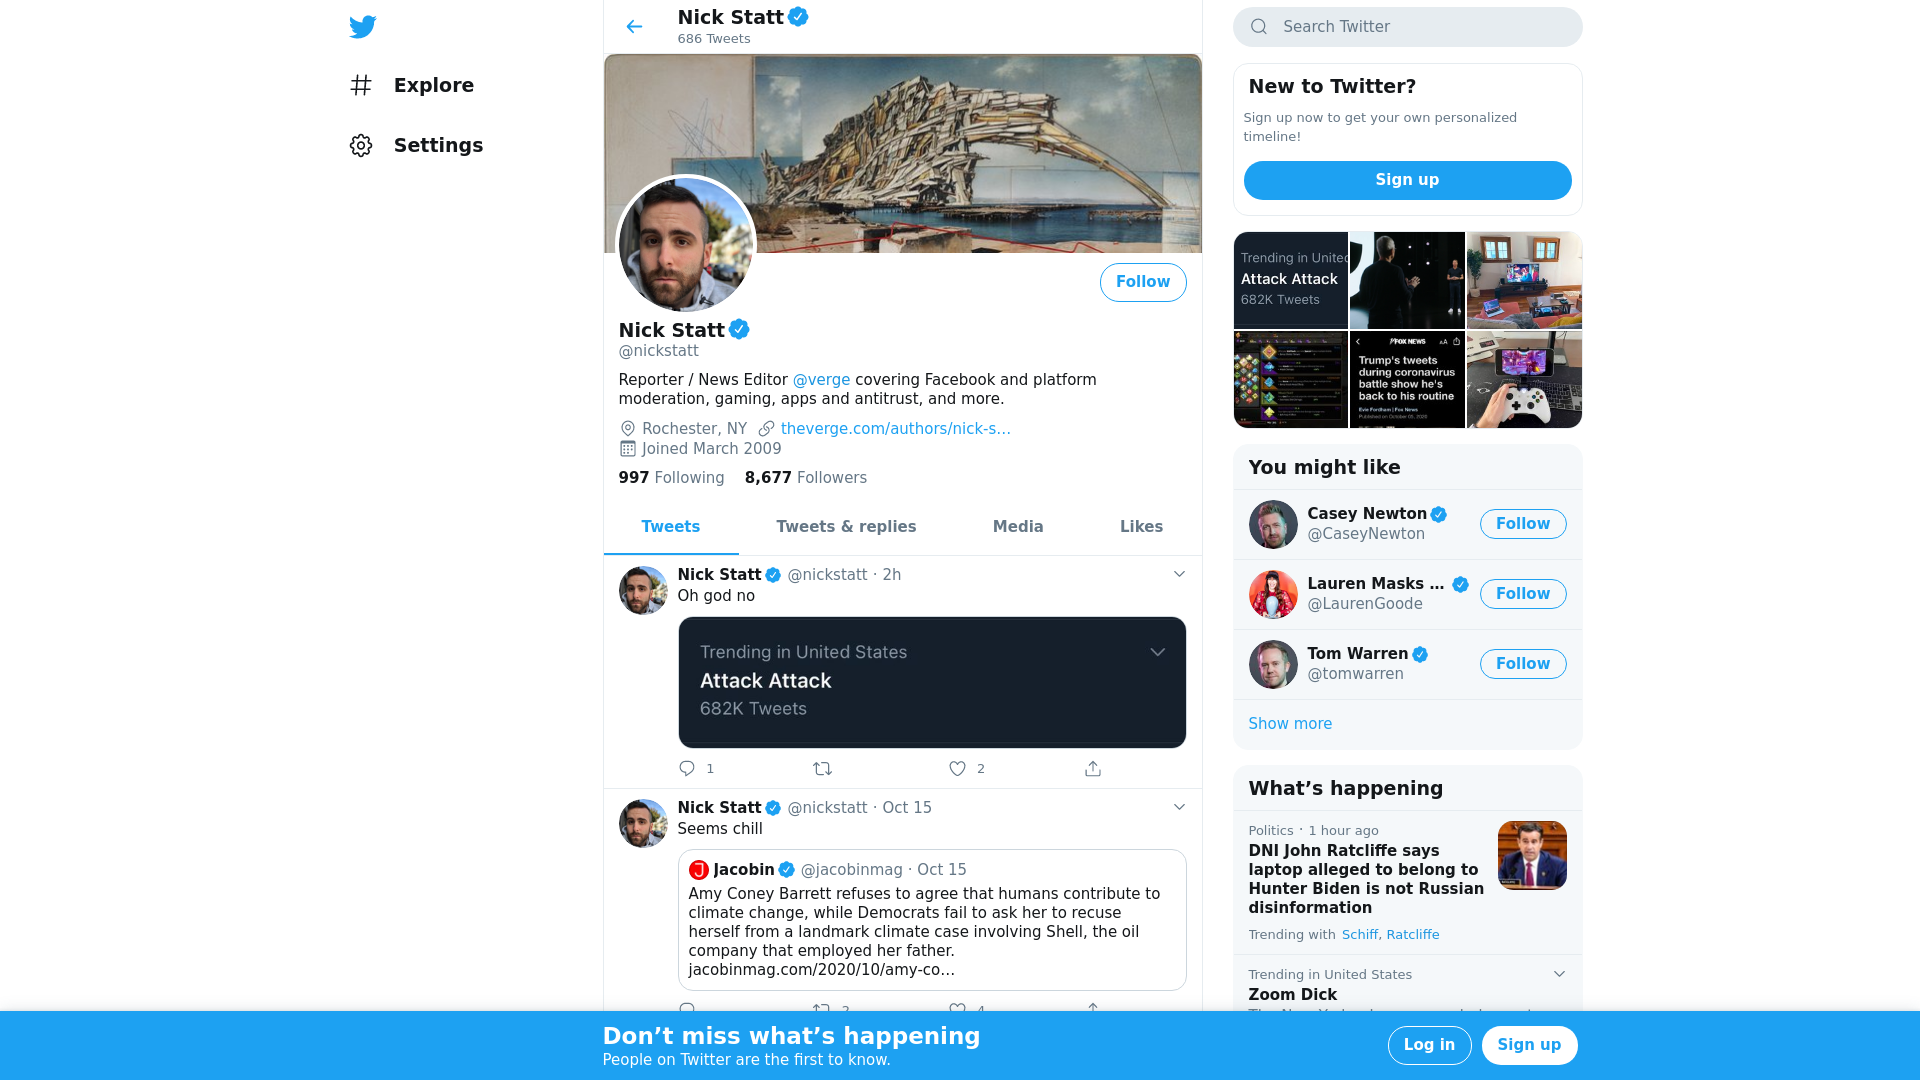 Explore
Settings
Nick Statt
686 Tweets
Follow
Nick Statt
@nickstatt
Reporter / News Editor @verge covering Facebook and platform
moderation, gaming, apps and antitrust, and more.
Rochester, NY theverge.com/authors/nick-s…
Joined March 2009
997 Following 8,677 Followers
Tweets Tweets & replies Media Likes
Nick Statt @nickstatt · 2h
Oh god no
Trending in United States
Attack Attack
682K Tweets
1 2
Nick Statt @nickstatt · Oct 15
Seems chill
Jacobin @jacobinmag · Oct 15
Amy Coney Barrett refuses to agree that humans contribute to
climate change, while Democrats fail to ask her to recuse
herself from a landmark climate case involving Shell, the oil
company that employed her father.
jacobinmag.com/2020/10/amy-co…
Search Twitter
New to Twitter?
Sign up now to get your own personalized
timeline!
Sign up
Trending in United
Attack Attack
682K Tweets
FOX NEWS AA
Trump's tweets
during coronavirus
battle show he's
back to his routine
Evie Fordham | Fox News
Published on October 05, 2020
You might like
Casey Newton
@CaseyNewton
Follow
Lauren Masks …
@LaurenGoode
Follow
Tom Warren
@tomwarren
Follow
Show more
What's happening
Politics · 1 hour ago
DNI John Ratcliffe says
laptop alleged to belong to
Hunter Biden is not Russian
disinformation
Trending with Schiff, Ratcliffe
Trending in United States
Zoom Dick
Don't miss what's happening
People on Twitter are the first to know.
Log in
Sign up